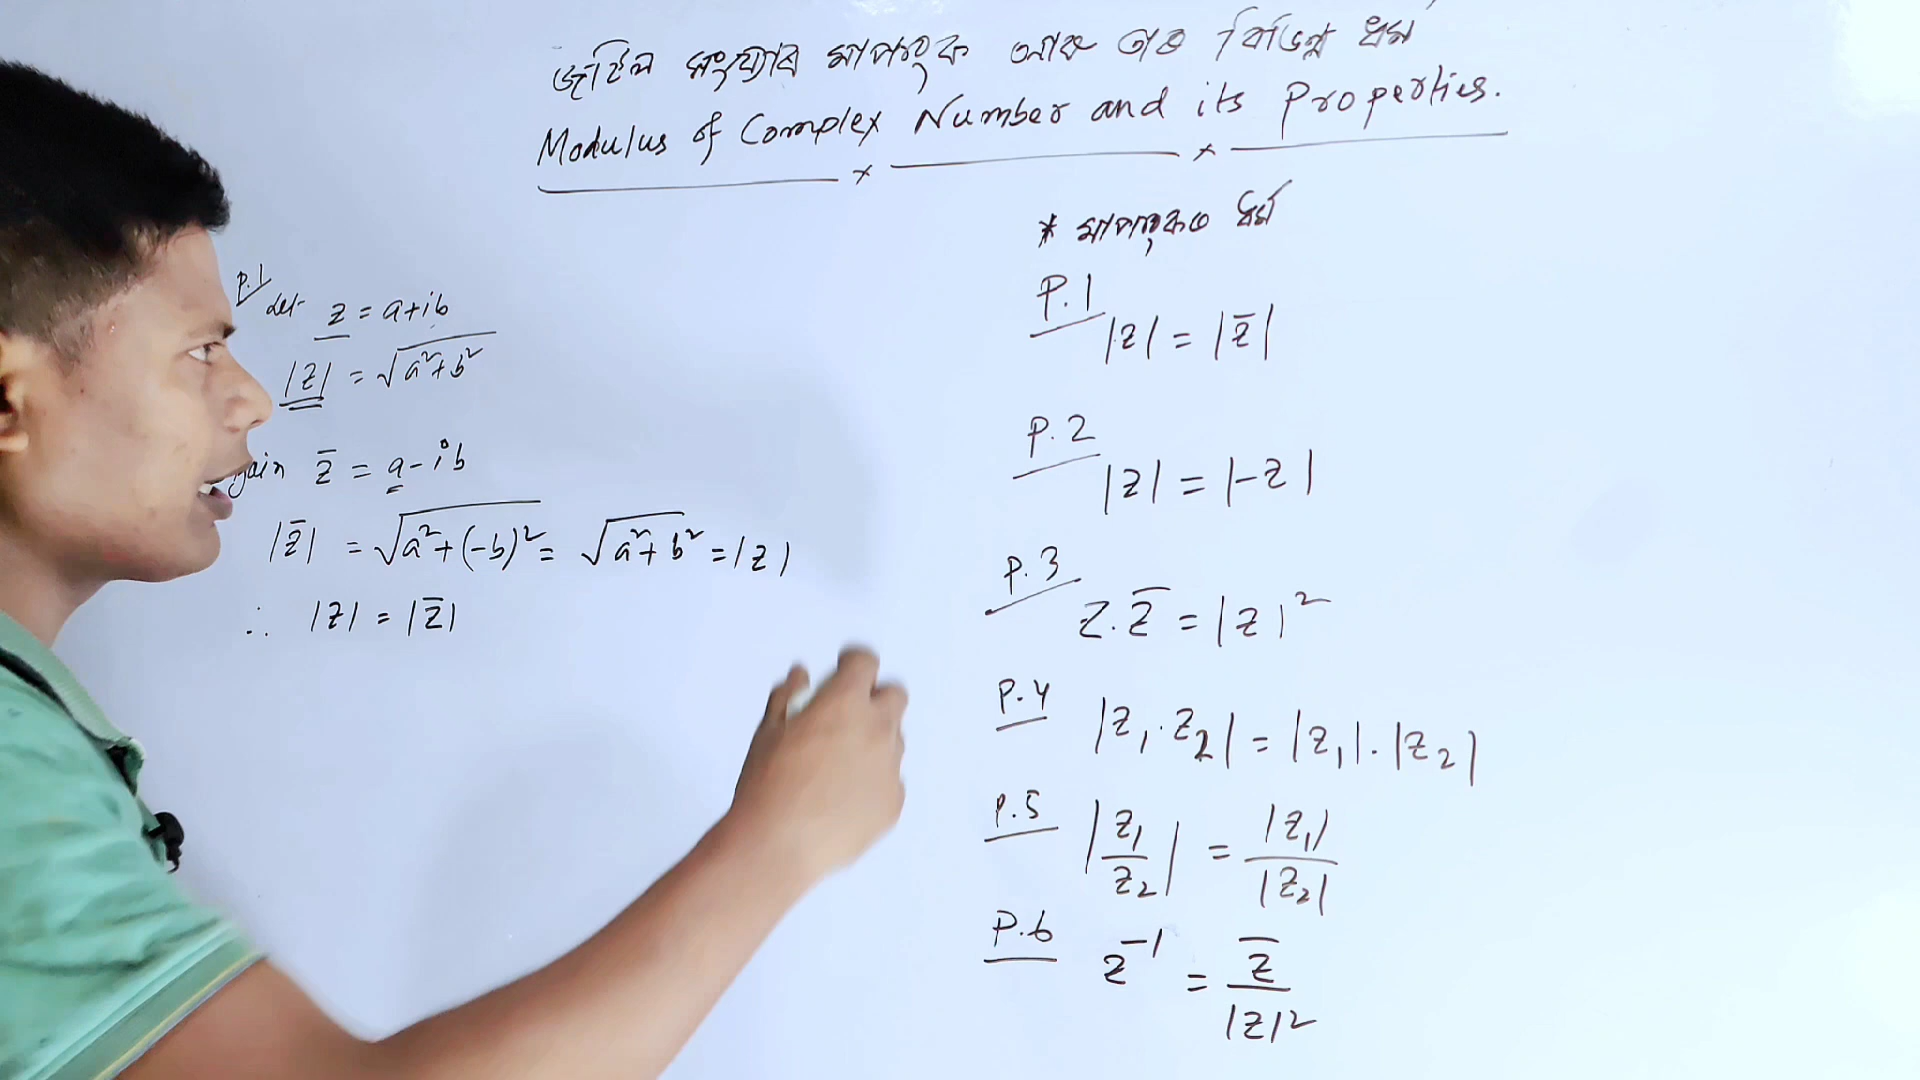 জটিল সংখ্যাৰ মাপাংক আৰু তাৰ বিভিন্ন ধৰ্ম
Modulus of Complex Number and its Properties.
P.1 let z = a+ib
|z| = √a²+b²
z̅ = a-ib
|z̅| = √a²+(-b)² = √a²+b² = |z|
∴ |z| = |z̅|
* ধৰ্ম
P.1
|z| = |z̅|
P.2
|z| = |-z|
P.3
z.z̅ = |z|²
P.4 |z₁.z₂| = |z₁|.|z₂|
P.5 |z₁/z₂| = |z₁|/|z₂|
P.6 z⁻¹ = z̅/|z|²